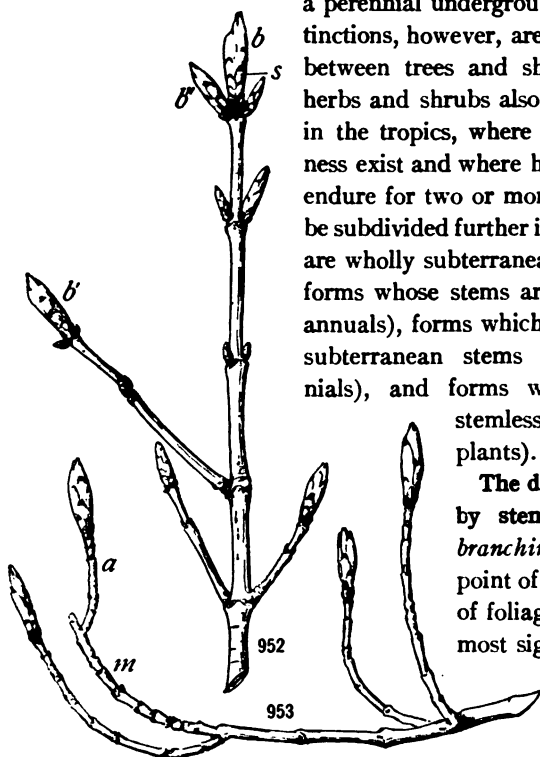 a perennial undergrou
tinctions, however, are
between trees and sh
herbs and shrubs also
in the tropics, where
ness exist and where h
endure for two or mor
be subdivided further i
are wholly subterranea
forms whose stems ar
annuals), forms which
subterranean stems
nials), and forms w
stemless
plants).
The d
by stem
branchin
point of
of foliag
most sig
b
s
b''
b'
a
m
952
953